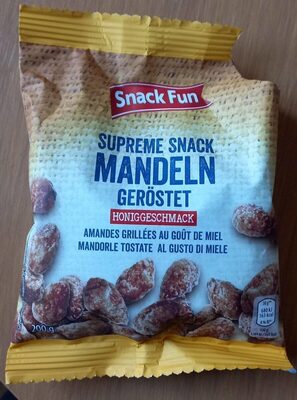 Snack Fun
SUPREME SNACK
MANDELN
GERÖSTET
HONIGGESCHMACK
AMANDES GRILLÉES AU GOÛT DE MIEL
MANDORLE TOSTATE AL GUSTO DI MIELE
200 g